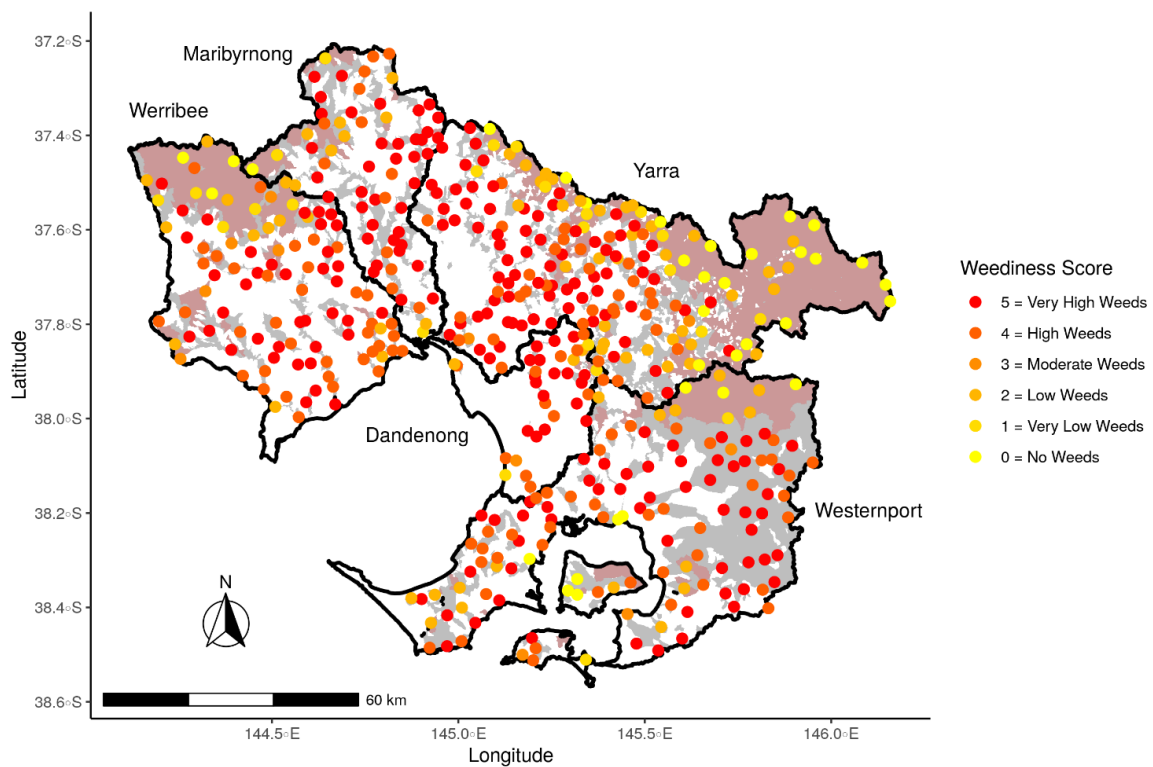 37.2°S
37.4°S
37.6°S
37.8°S
38.0°S
38.2°S
38.4°S
38.6°S
Latitude
Maribyrnong
Werribee
Yarra
Dandenong
Westernport
N
60 km
144.5°E
145.0°E
145.5°E
146.0°E
Longitude
Weediness Score
5 = Very High Weeds
4 = High Weeds
3 = Moderate Weeds
2 = Low Weeds
1 = Very Low Weeds
0 = No Weeds